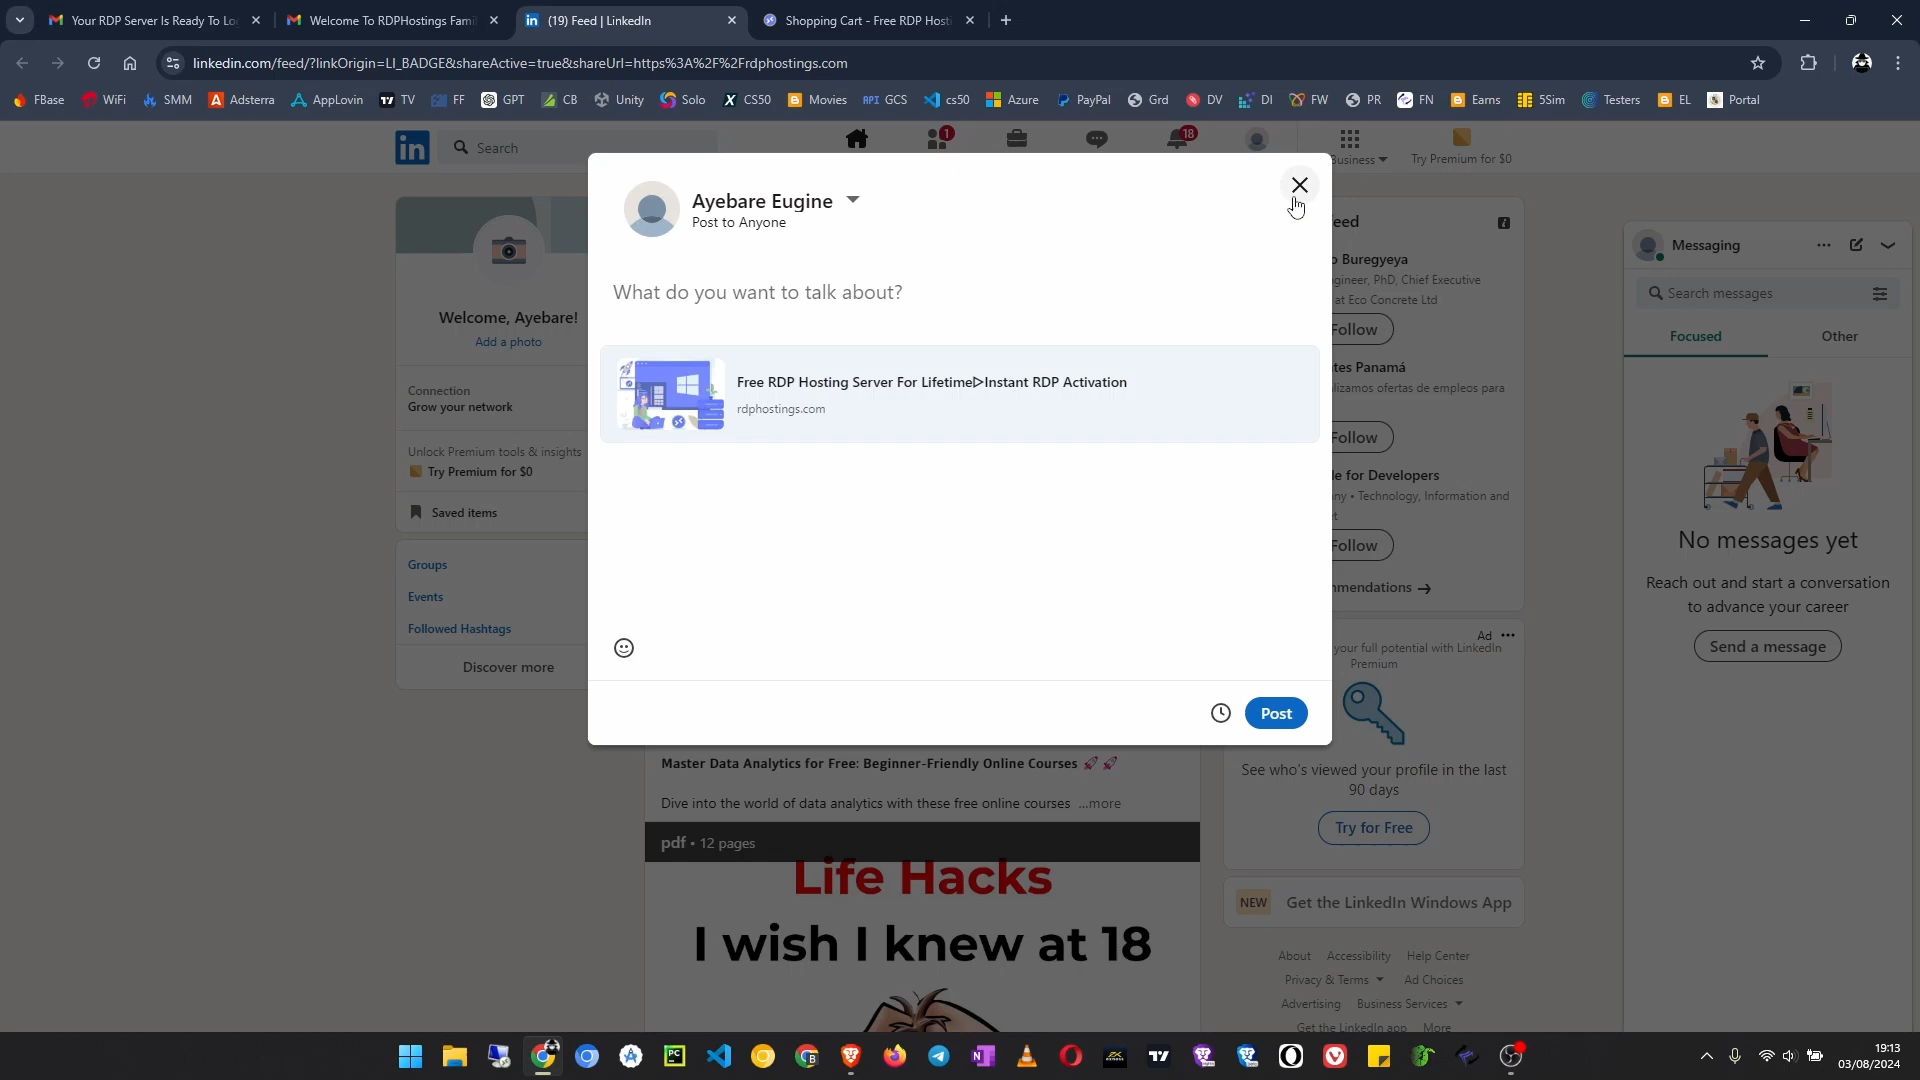 Your RDP Server Is Ready To Lo
Welcome To RDPHostings Fami
(19) Feed | LinkedIn
Shopping Cart - Free RDP Host
linkedin.com/feed/?linkOrigin=LI_BADGE&shareActive=true&shareUrl=https%3A%2F%2Frdphostings.com
FBase
WiFi
SMM
Adsterra
AppLovin
TV
FF
GPT
CB
Unity
Solo
CS50
Movies
API GCS
cs50
Azure
PayPal
Grd
DV
DI
FW
PR
FN
Earns
5Sim
Testers
EL
Portal
in
Search
1
18
Business
Try Premium for $0
Ayebare Eugine
Post to Anyone
What do you want to talk about?
Free RDP Hosting Server For Lifetime▷Instant RDP Activation
rdphostings.com
Post
Welcome, Ayebare!
Add a photo
Connection
Grow your network
Unlock Premium tools & insights
Try Premium for $0
Saved items
Groups
Events
Followed Hashtags
Discover more
Master Data Analytics for Free: Beginner-Friendly Online Courses 🚀 🚀
Dive into the world of data analytics with these free online courses ...more
pdf • 12 pages
Life Hacks
I wish I knew at 18
eed
o Buregyeya
gineer, PhD, Chief Executive
at Eco Concrete Ltd
Follow
tes Panamá
lizamos ofertas de empleos para
Follow
le for Developers
ny • Technology, Information and
et
Follow
mmendations →
Ad
your full potential with LinkedIn
Premium
See who's viewed your profile in the last
90 days
Try for Free
NEW Get the LinkedIn Windows App
About Accessibility Help Center
Privacy & Terms Ad Choices
Advertising Business Services
Get the LinkedIn app More
Messaging
Search messages
Focused
Other
No messages yet
Reach out and start a conversation
to advance your career
Send a message
19:13
03/08/2024